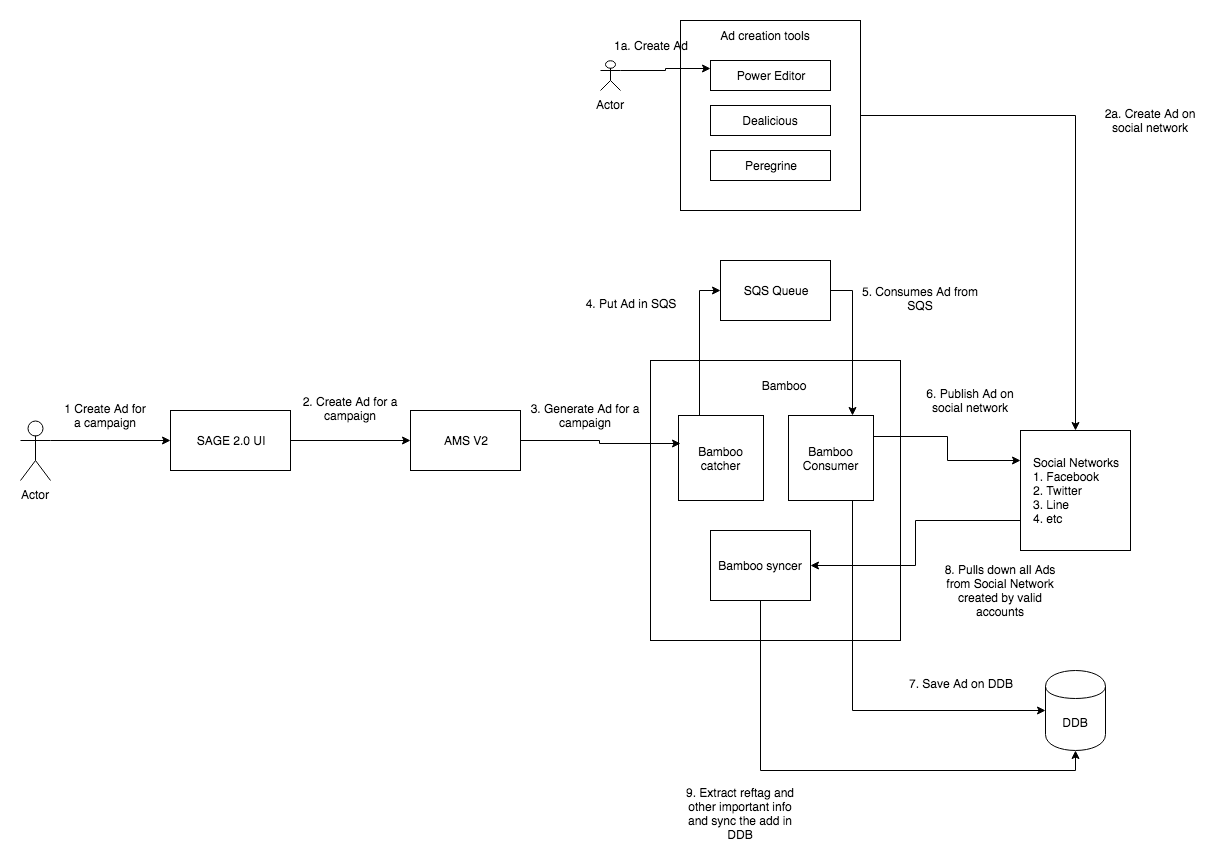 Ad creation tools
1a. Create Ad
Power Editor
Actor
Dealicious
Peregrine
2a. Create Ad on
social network
SQS Queue
4. Put Ad in SQS
5. Consumes Ad from
SQS
Bamboo
1 Create Ad for
a campaign
2. Create Ad for a
campaign
3. Generate Ad for a
campaign
6. Publish Ad on
social network
SAGE 2.0 UI
AMS V2
Bamboo
catcher
Bamboo
Consumer
Social Networks
1. Facebook
2. Twitter
3. Line
4. etc
Actor
Bamboo syncer
8. Pulls down all Ads
from Social Network
created by valid
accounts
7. Save Ad on DDB
DDB
9. Extract reftag and
other important info
and sync the add in
DDB